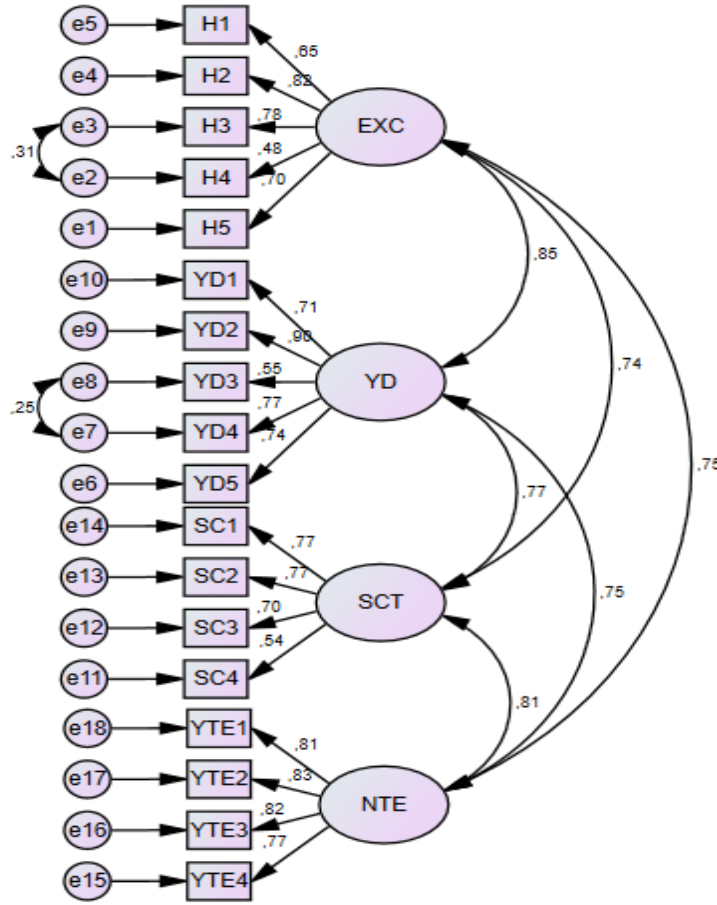 e5 H1
,65
e4 H2
,82
EXC
e3 H3
,78
,31
,48
e2 H4
,70
e1 H5
,85
e10 YD1
,71
e9 YD2
,90
,74
e8 YD3
,55
YD
,25
,77
e7 YD4
,74
,75
e6 YD5
,77
e14 SC1
,77
e13 SC2
,77
,75
SCT
e12 SC3
,70
,54
e11 SC4
,81
e18 YTE1
,81
e17 YTE2
,83
NTE
e16 YTE3
,82
,77
e15 YTE4